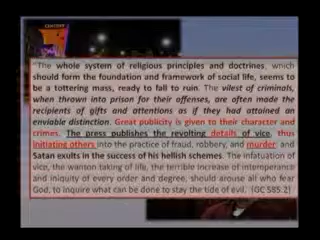 "The whole system of religious principles and doctrines, which
should form the foundation and framework of social life, seems to
be a tottering mass, ready to fall to ruin. The vilest of criminals,
when thrown into prison for their offenses, are often made the
recipients of gifts and attentions as if they had attained an
enviable distinction. Great publicity is given to their character and
crimes. The press publishes the revolting details of vice, thus
initiating others into the practice of fraud, robbery, and murder; and
Satan exults in the success of his hellish schemes. The infatuation of
vice, the wanton taking of life, the terrible increase of intemperance
and iniquity of every order and degree, should arouse all who fear
God, to inquire what can be done to stay the tide of evil. {GC 585.2}